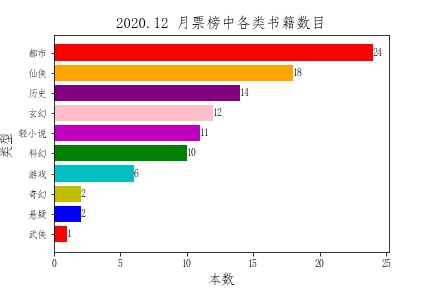 2020.12 月票榜中各类书籍数目
类型
都市 24
仙侠 18
历史 14
玄幻 12
轻小说 11
科幻 10
游戏 6
奇幻 2
悬疑 2
武侠 1
0 5 10 15 20 25
本数